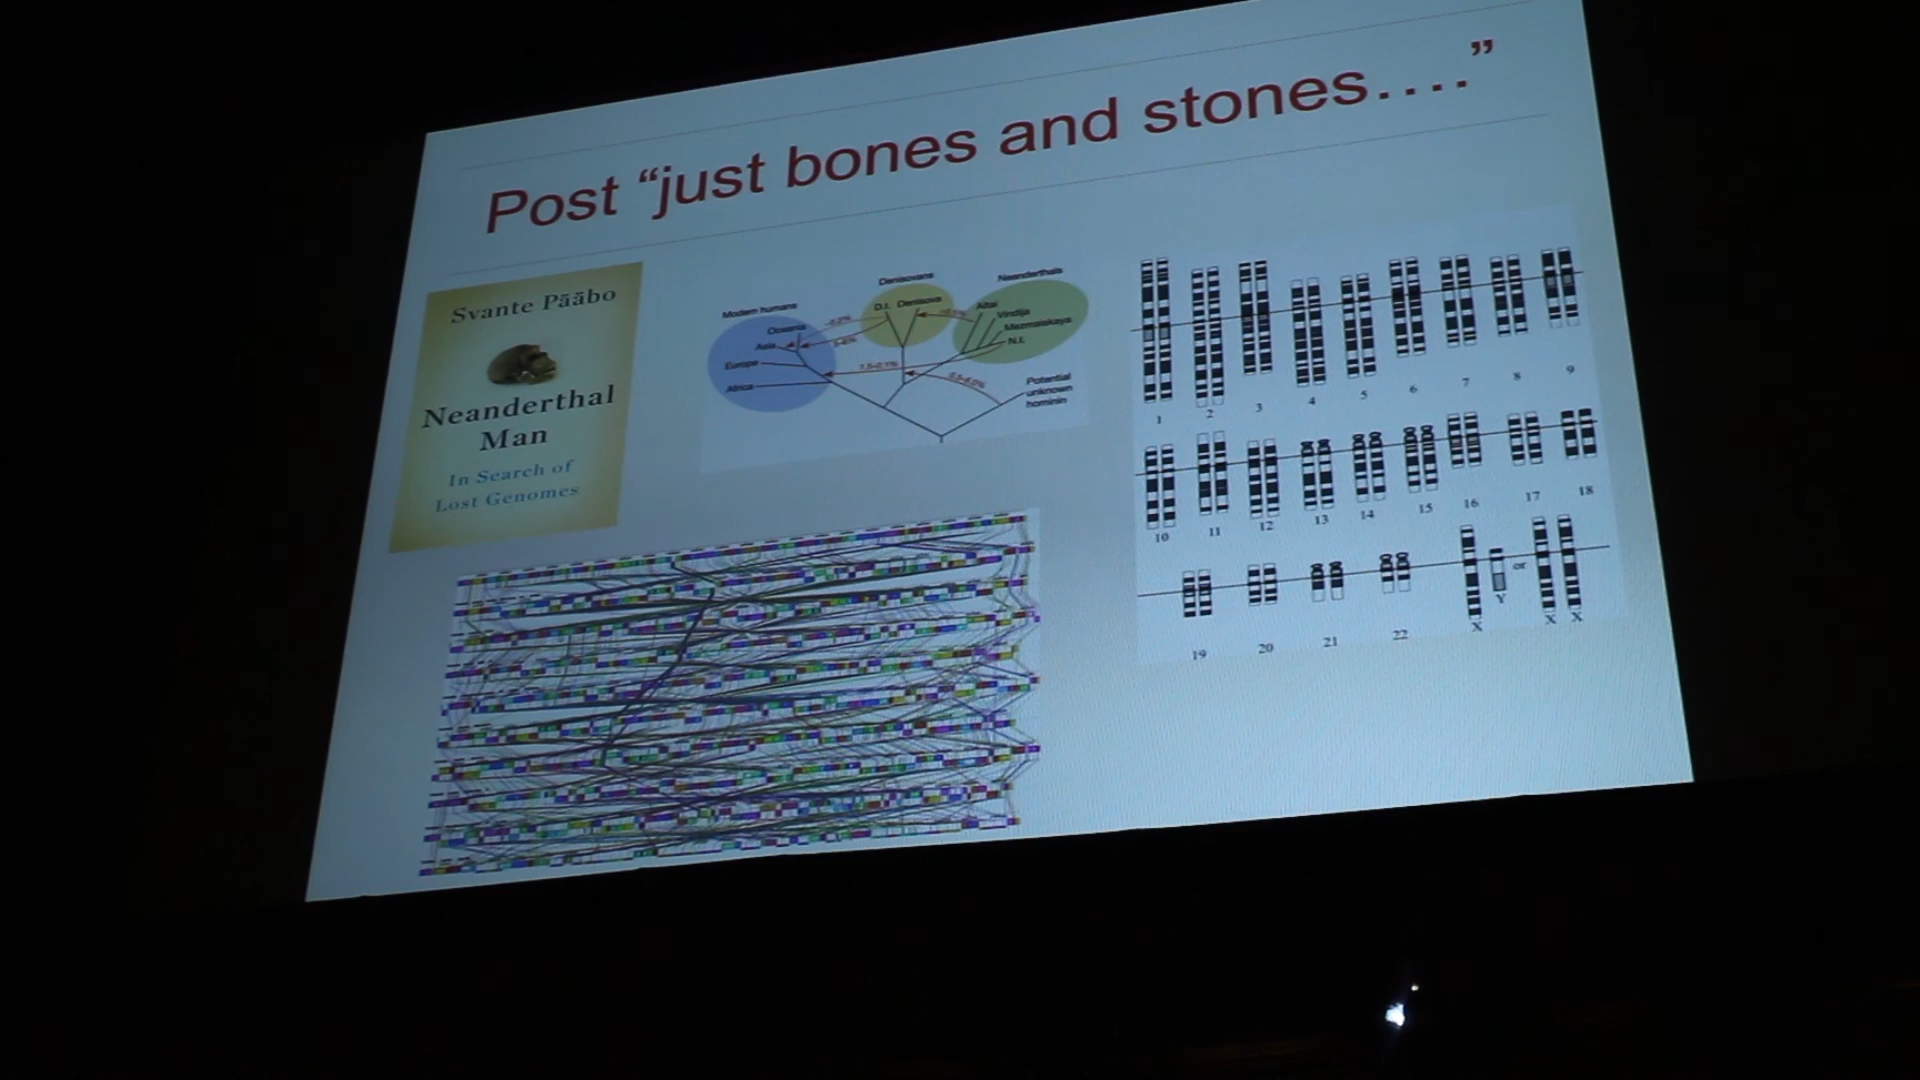 Post “just bones and stones….”
Svante Pääbo
Neanderthal
Man
In Search of
Lost Genomes
Modern humans
Oceania
Asia
Europe
Africa
Denisovans
D.I. Denisova
Neanderthals
Altai
Vindija
Mezmaiskaya
N.I.
Potential
unknown
hominin
1 2 3 4 5 6 7 8 9
10 11 12 13 14 15 16 17 18
19 20 21 22 X Y or X X